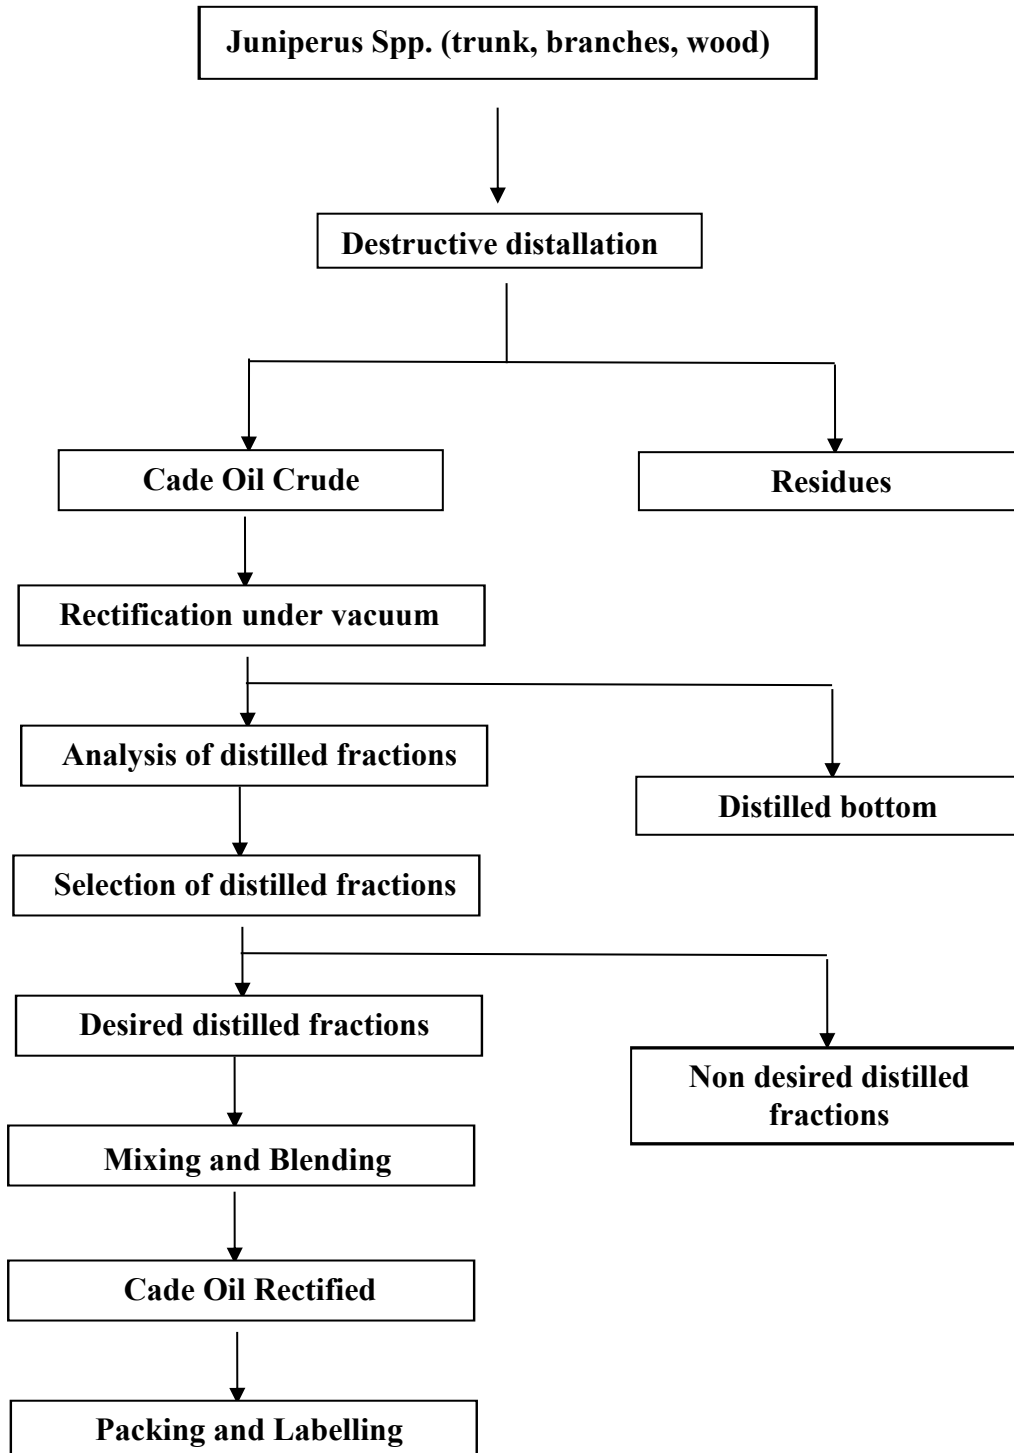 Juniperus Spp. (trunk, branches, wood)
Destructive distallation
Cade Oil Crude
Residues
Rectification under vacuum
Analysis of distilled fractions
Distilled bottom
Selection of distilled fractions
Desired distilled fractions
Non desired distilled
fractions
Mixing and Blending
Cade Oil Rectified
Packing and Labelling